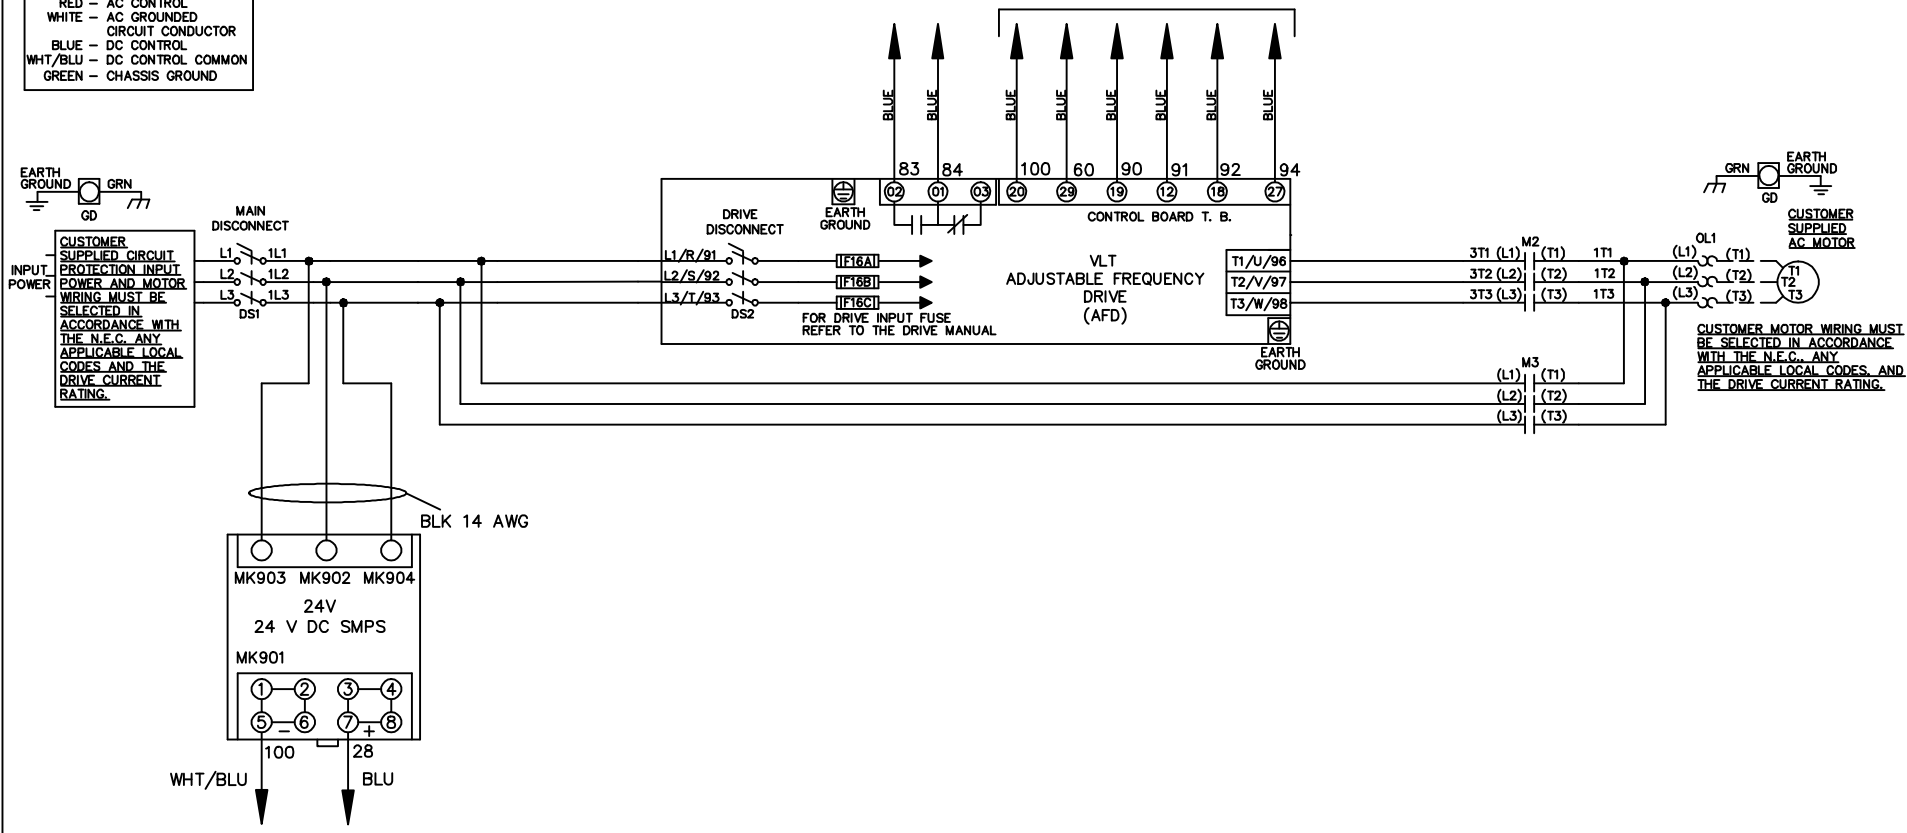 RED – AC CONTROL
WHITE – AC GROUNDED
CIRCUIT CONDUCTOR
BLUE – DC CONTROL
WHT/BLU – DC CONTROL COMMON
GREEN – CHASSIS GROUND
BLUE
BLUE
BLUE
BLUE
BLUE
BLUE
BLUE
BLUE
83
84
100
60
90
91
92
94
02
01
03
20
29
19
12
18
27
CONTROL BOARD T. B.
EARTH
GROUND
EARTH
GROUND
GRN
GD
MAIN
DISCONNECT
L1
1L1
L2
1L2
L3
1L3
DS1
INPUT
POWER
CUSTOMER
SUPPLIED CIRCUIT
PROTECTION INPUT
POWER AND MOTOR
WIRING MUST BE
SELECTED IN
ACCORDANCE WITH
THE N.E.C. ANY
APPLICABLE LOCAL
CODES AND THE
DRIVE CURRENT
RATING.
DRIVE
DISCONNECT
L1/R/91
L2/S/92
L3/T/93
DS2
F16A
F16B
F16C
FOR DRIVE INPUT FUSE
REFER TO THE DRIVE MANUAL
VLT
ADJUSTABLE FREQUENCY
DRIVE
(AFD)
T1/U/96
T2/V/97
T3/W/98
EARTH
GROUND
M2
3T1 (L1) (T1) 1T1
3T2 (L2) (T2) 1T2
3T3 (L3) (T3) 1T3
M3
(L1) (T1)
(L2) (T2)
(L3) (T3)
OL1
(L1) (T1)
(L2) (T2)
(L3) (T3)
T1
T2
T3
GRN
EARTH
GROUND
GD
CUSTOMER
SUPPLIED
AC MOTOR
CUSTOMER MOTOR WIRING MUST
BE SELECTED IN ACCORDANCE
WITH THE N.E.C., ANY
APPLICABLE LOCAL CODES, AND
THE DRIVE CURRENT RATING.
BLK 14 AWG
MK903 MK902 MK904
24V
24 V DC SMPS
MK901
1 2 3 4
5 6 7 8
– +
100
28
WHT/BLU
BLU